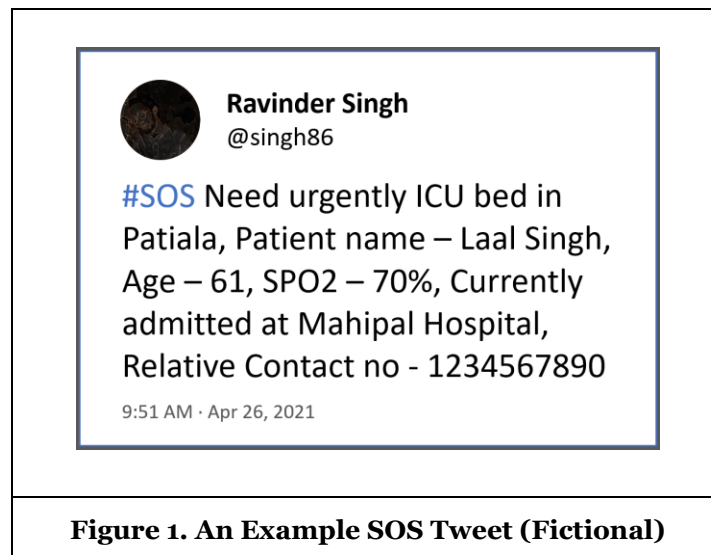 Ravinder Singh
@singh86
#SOS Need urgently ICU bed in
Patiala, Patient name – Laal Singh,
Age – 61, SPO2 – 70%, Currently
admitted at Mahipal Hospital,
Relative Contact no - 1234567890
9:51 AM · Apr 26, 2021
Figure 1. An Example SOS Tweet (Fictional)